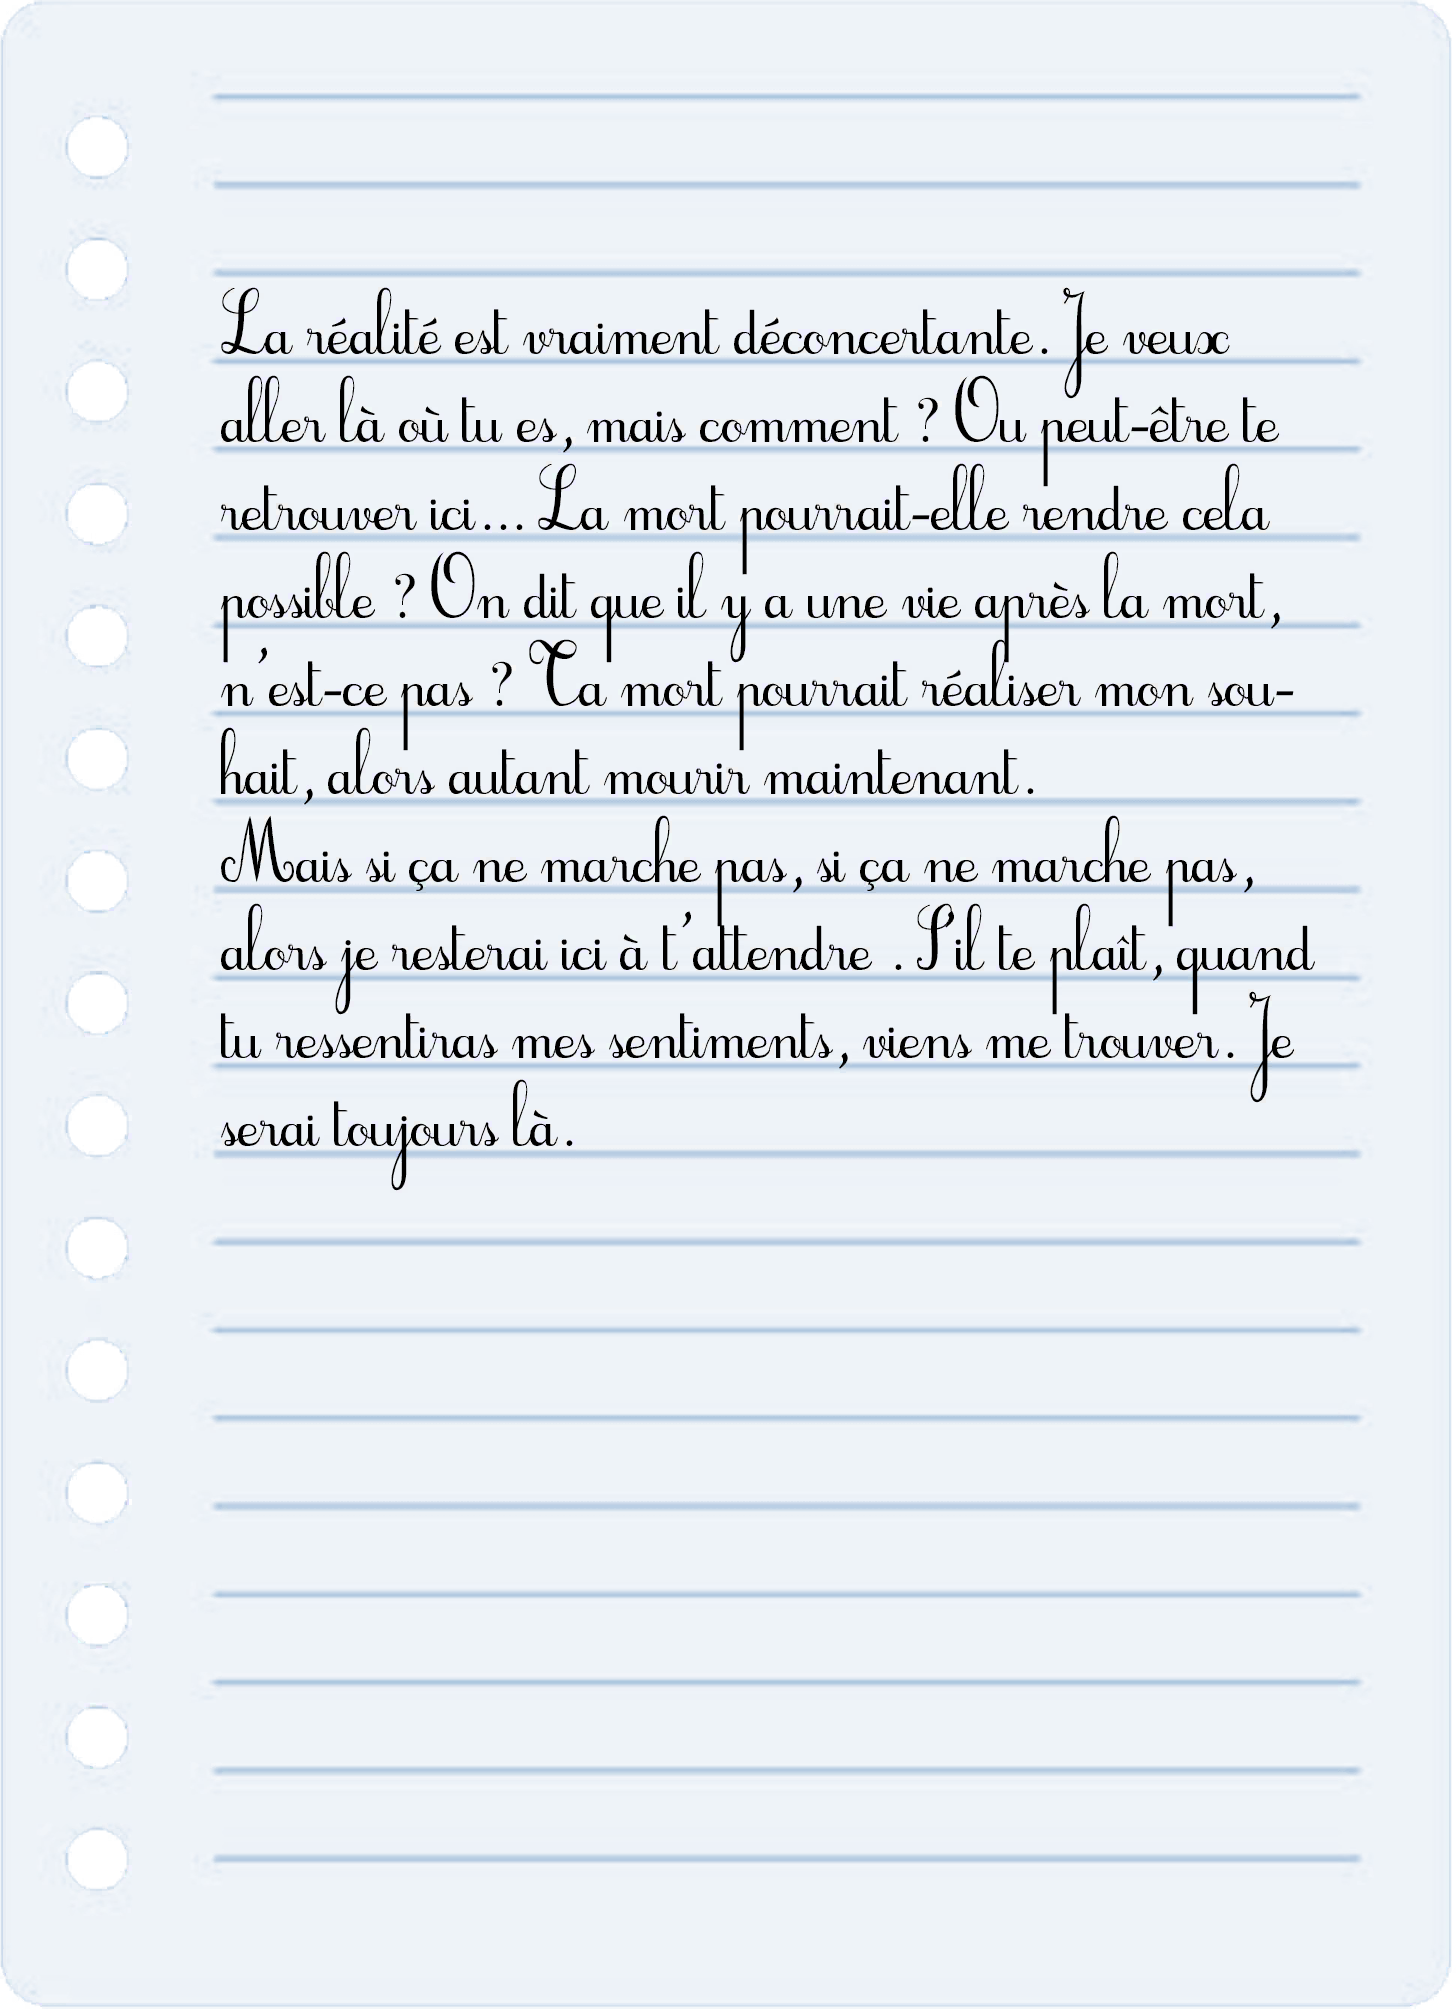 La réalité est vraiment déconcertante. Je veux
aller là où tu es, mais comment ? Ou peut-être te
retrouver ici... La mort pourrait-elle rendre cela
possible ? On dit que il y a une vie après la mort,
n'est-ce pas ? Ta mort pourrait réaliser mon sou-
hait, alors autant mourir maintenant.
Mais si ça ne marche pas, si ça ne marche pas,
alors je resterai ici à t'attendre . S'il te plaît, quand
tu ressentiras mes sentiments, viens me trouver. Je
serai toujours là.